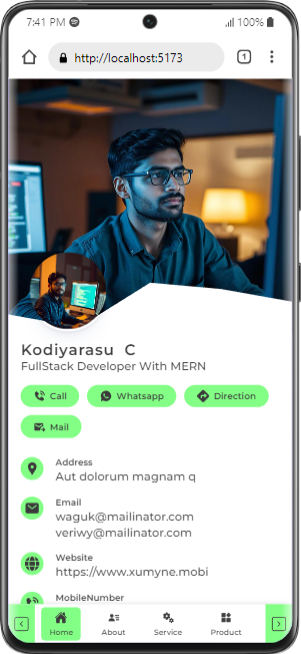 7:41 PM 100%
http://localhost:5173 1
Kodiyarasu C
FullStack Developer With MERN
Call Whatsapp Direction
Mail
Address
Aut dolorum magnam q
Email
waguk@mailinator.com
veriwy@mailinator.com
Website
https://www.xumyne.mobi
MobileNumber
Home About Service Product